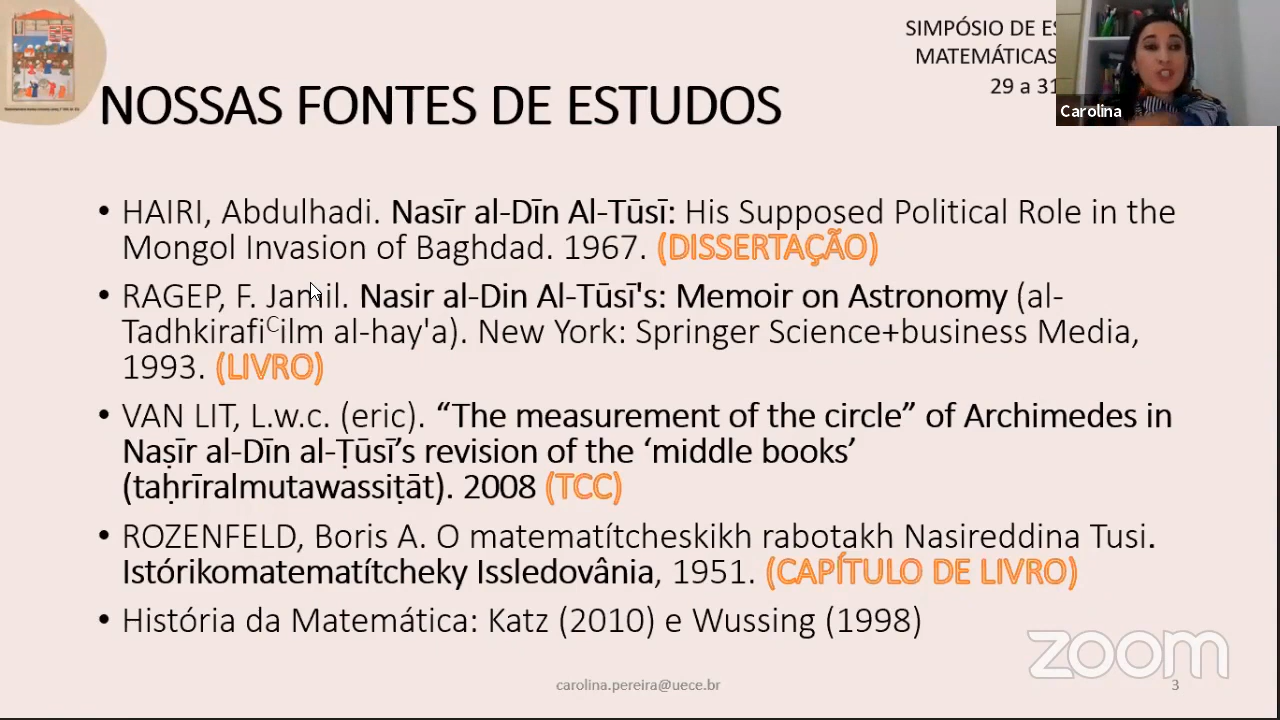 SIMPÓSIO DE ES
MATEMÁTICAS
29 a 31
Carolina
NOSSAS FONTES DE ESTUDOS
• HAIRI, Abdulhadi. Nasīr al-Dīn Al-Tūsī: His Supposed Political Role in the
Mongol Invasion of Baghdad. 1967. (DISSERTAÇÃO)
• RAGEP, F. Jamil. Nasir al-Din Al-Tūsī's: Memoir on Astronomy (al-
TadhkirafiCilm al-hay'a). New York: Springer Science+business Media,
1993. (LIVRO)
• VAN LIT, L.w.c. (eric). “The measurement of the circle” of Archimedes in
Naṣīr al-Dīn al-Ṭūsī’s revision of the ‘middle books’
(taḥrīralmutawassiṭāt). 2008 (TCC)
• ROZENFELD, Boris A. O matematítcheskikh rabotakh Nasireddina Tusi.
Istórikomatematítcheky Issledovânia, 1951. (CAPÍTULO DE LIVRO)
• História da Matemática: Katz (2010) e Wussing (1998)
zoom
carolina.pereira@uece.br
3